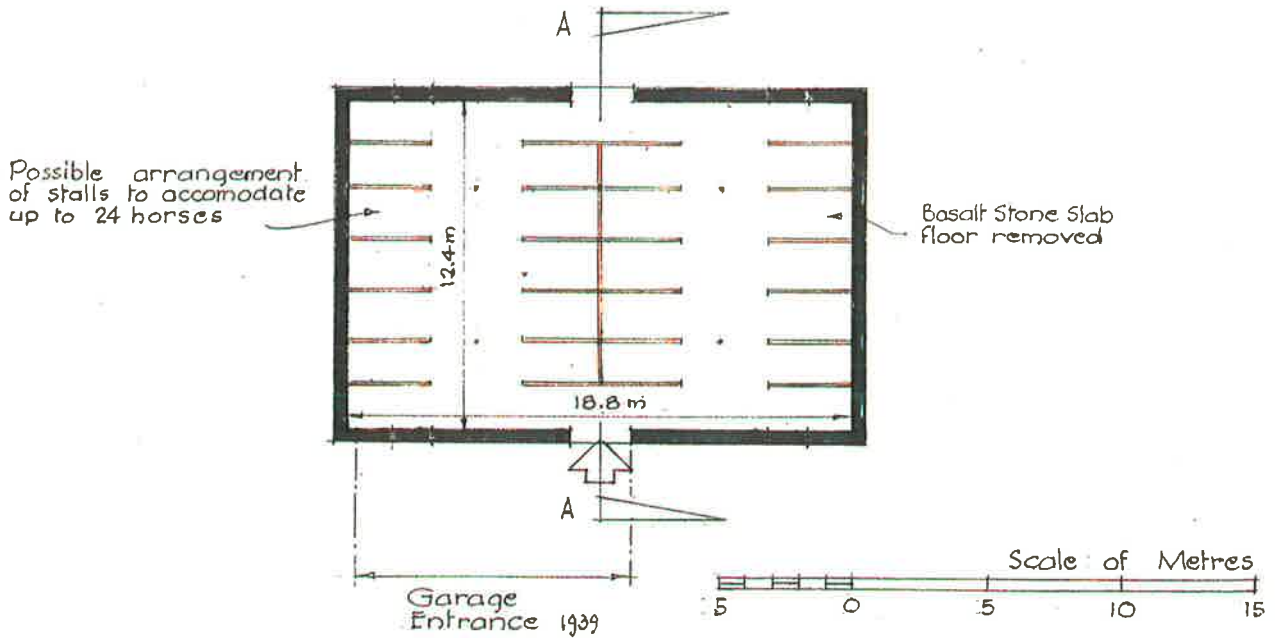 A
Possible arrangement
of stalls to accomodate
up to 24 horses
12.4 m
Basalt Stone Slab
floor removed
18.8 m
A
Garage
Entrance 1939
Scale of Metres
5 0 5 10 15